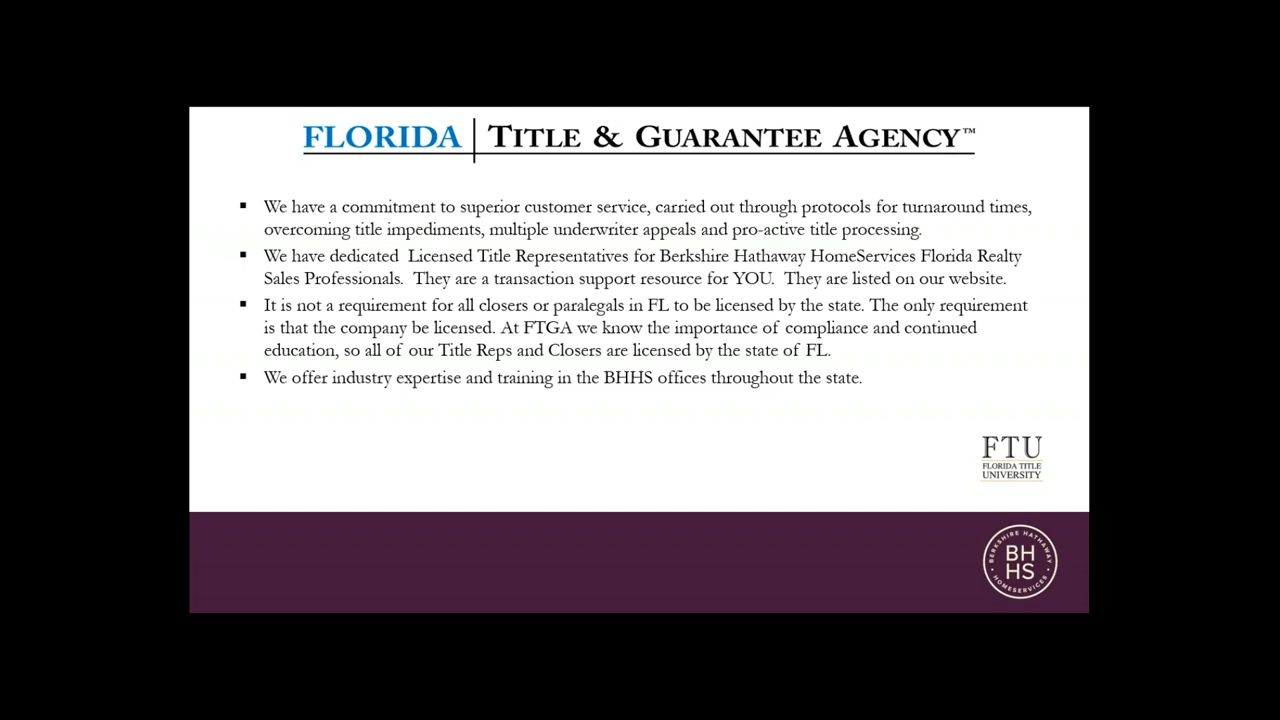 FLORIDA | TITLE & GUARANTEE AGENCY™
▪ We have a commitment to superior customer service, carried out through protocols for turnaround times,
overcoming title impediments, multiple underwriter appeals and pro-active title processing.
▪ We have dedicated  Licensed Title Representatives for Berkshire Hathaway HomeServices Florida Realty
Sales Professionals.  They are a transaction support resource for YOU.  They are listed on our website.
▪ It is not a requirement for all closers or paralegals in FL to be licensed by the state. The only requirement
is that the company be licensed. At FTGA we know the importance of compliance and continued
education, so all of our Title Reps and Closers are licensed by the state of FL.
▪ We offer industry expertise and training in the BHHS offices throughout the state.
FTU
FLORIDA TITLE
UNIVERSITY
BERKSHIRE HATHAWAY
BH
HS
HOMESERVICES